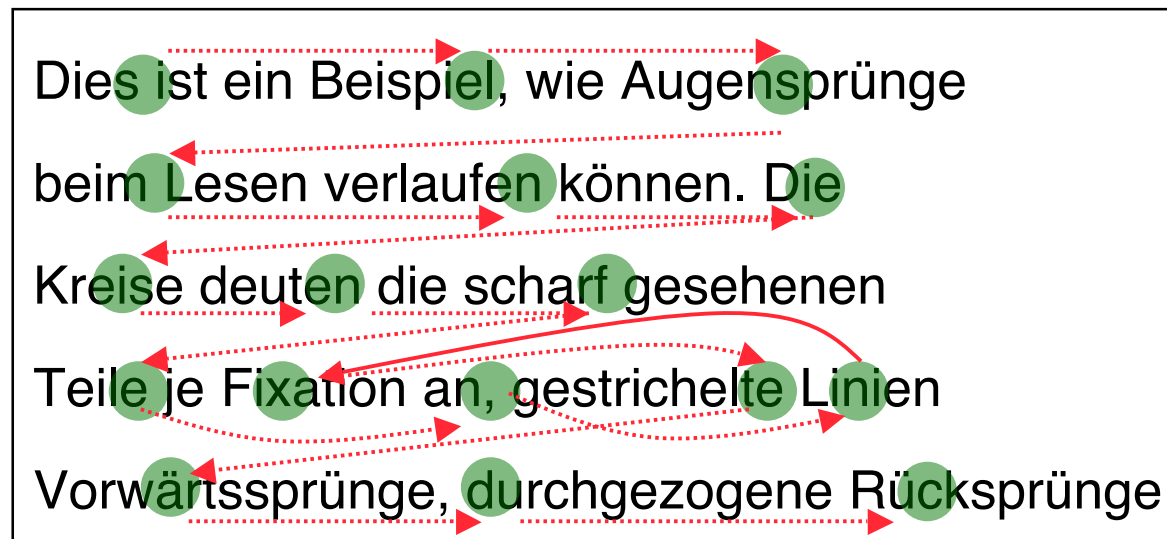 Dies ist ein Beispiel, wie Augensprünge
beim Lesen verlaufen können. Die
Kreise deuten die scharf gesehenen
Teile je Fixation an, gestrichelte Linien
Vorwärtssprünge, durchgezogene Rücksprünge